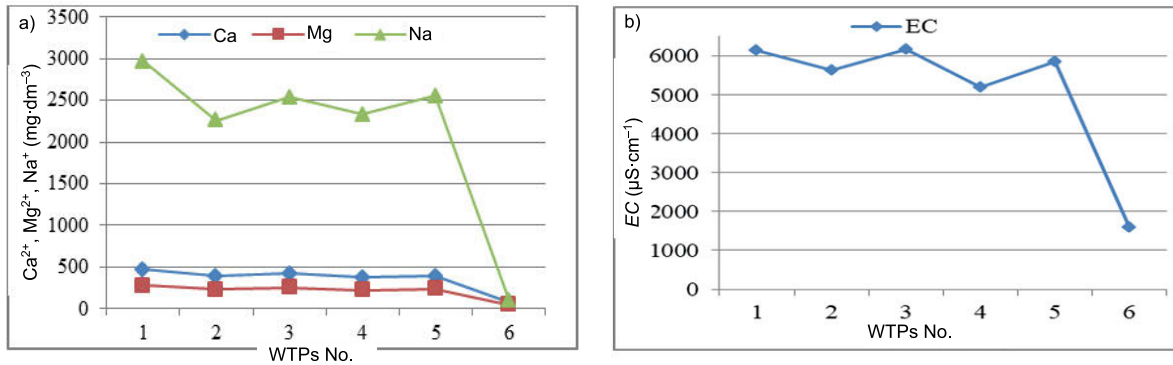 a)
Ca Mg Na
3500
3000
2500
2000
1500
1000
500
0
Ca²⁺, Mg²⁺, Na⁺ (mg·dm⁻³)
1 2 3 4 5 6
WTPs No.
b)
EC
6000
5000
4000
3000
2000
1000
0
EC (µS·cm⁻¹)
1 2 3 4 5 6
WTPs No.